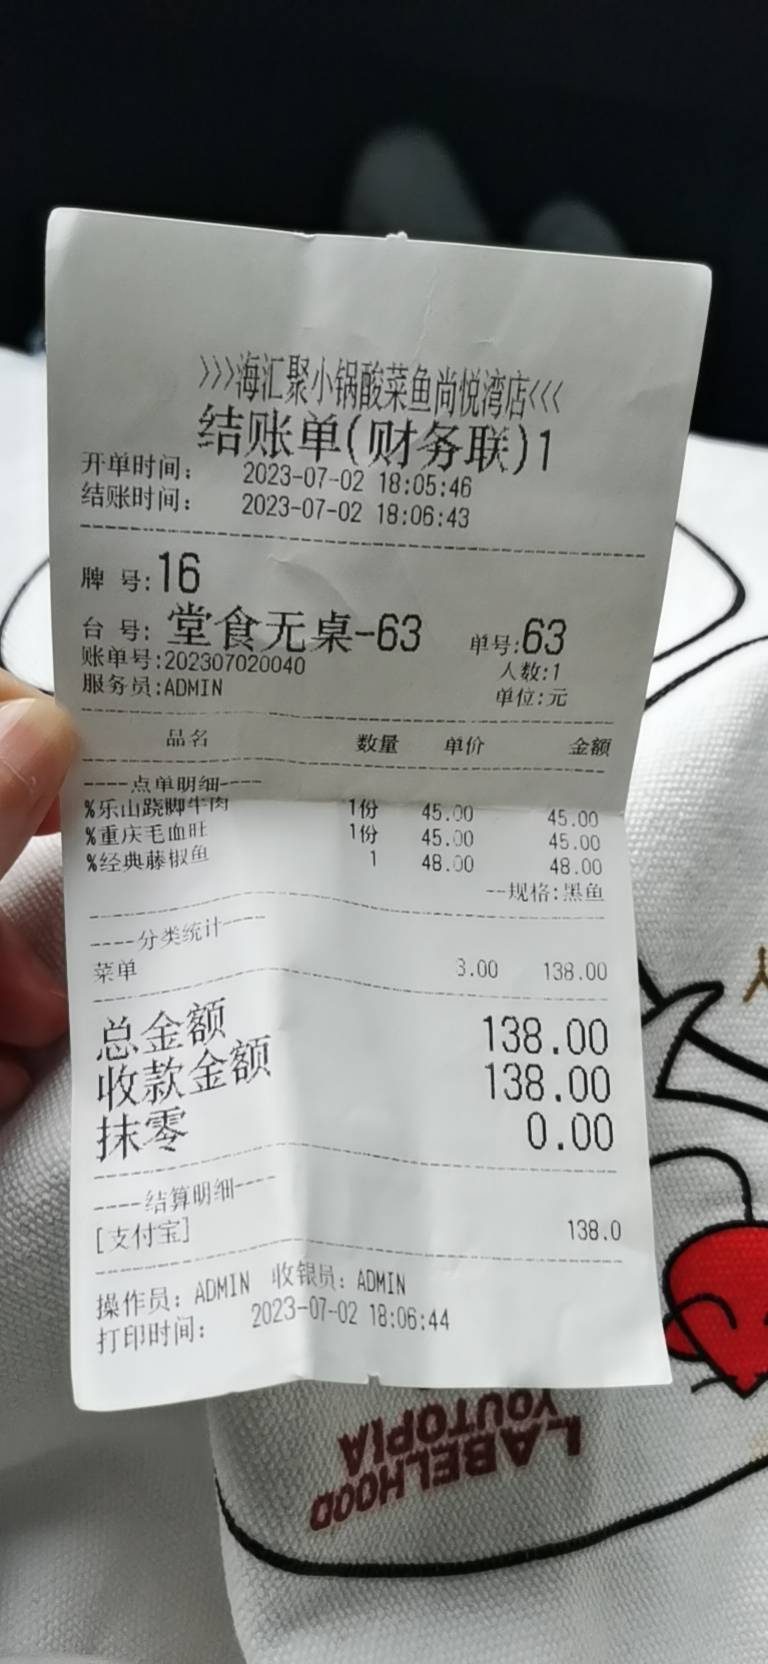 >>>海汇聚小锅酸菜鱼尚悦湾店<<<
结账单(财务联)1
开单时间: 2023-07-02 18:05:46
结账时间: 2023-07-02 18:06:43
牌 号:16
台 号: 堂食无桌-63 单号:63
账单号:202307020040 人数:1
服务员:ADMIN 单位:元
品名 数量 单价 金额
----点单明细----
%乐山跷脚牛肉 1份 45.00 45.00
%重庆毛血旺 1份 45.00 45.00
%经典藤椒鱼 1 48.00 48.00
--规格:黑鱼
----分类统计----
菜单 3.00 138.00
总金额 138.00
收款金额 138.00
抹零 0.00
----结算明细----
[支付宝] 138.0
操作员: ADMIN 收银员: ADMIN
打印时间: 2023-07-02 18:06:44
LABELHOOD
YOUTOPIA